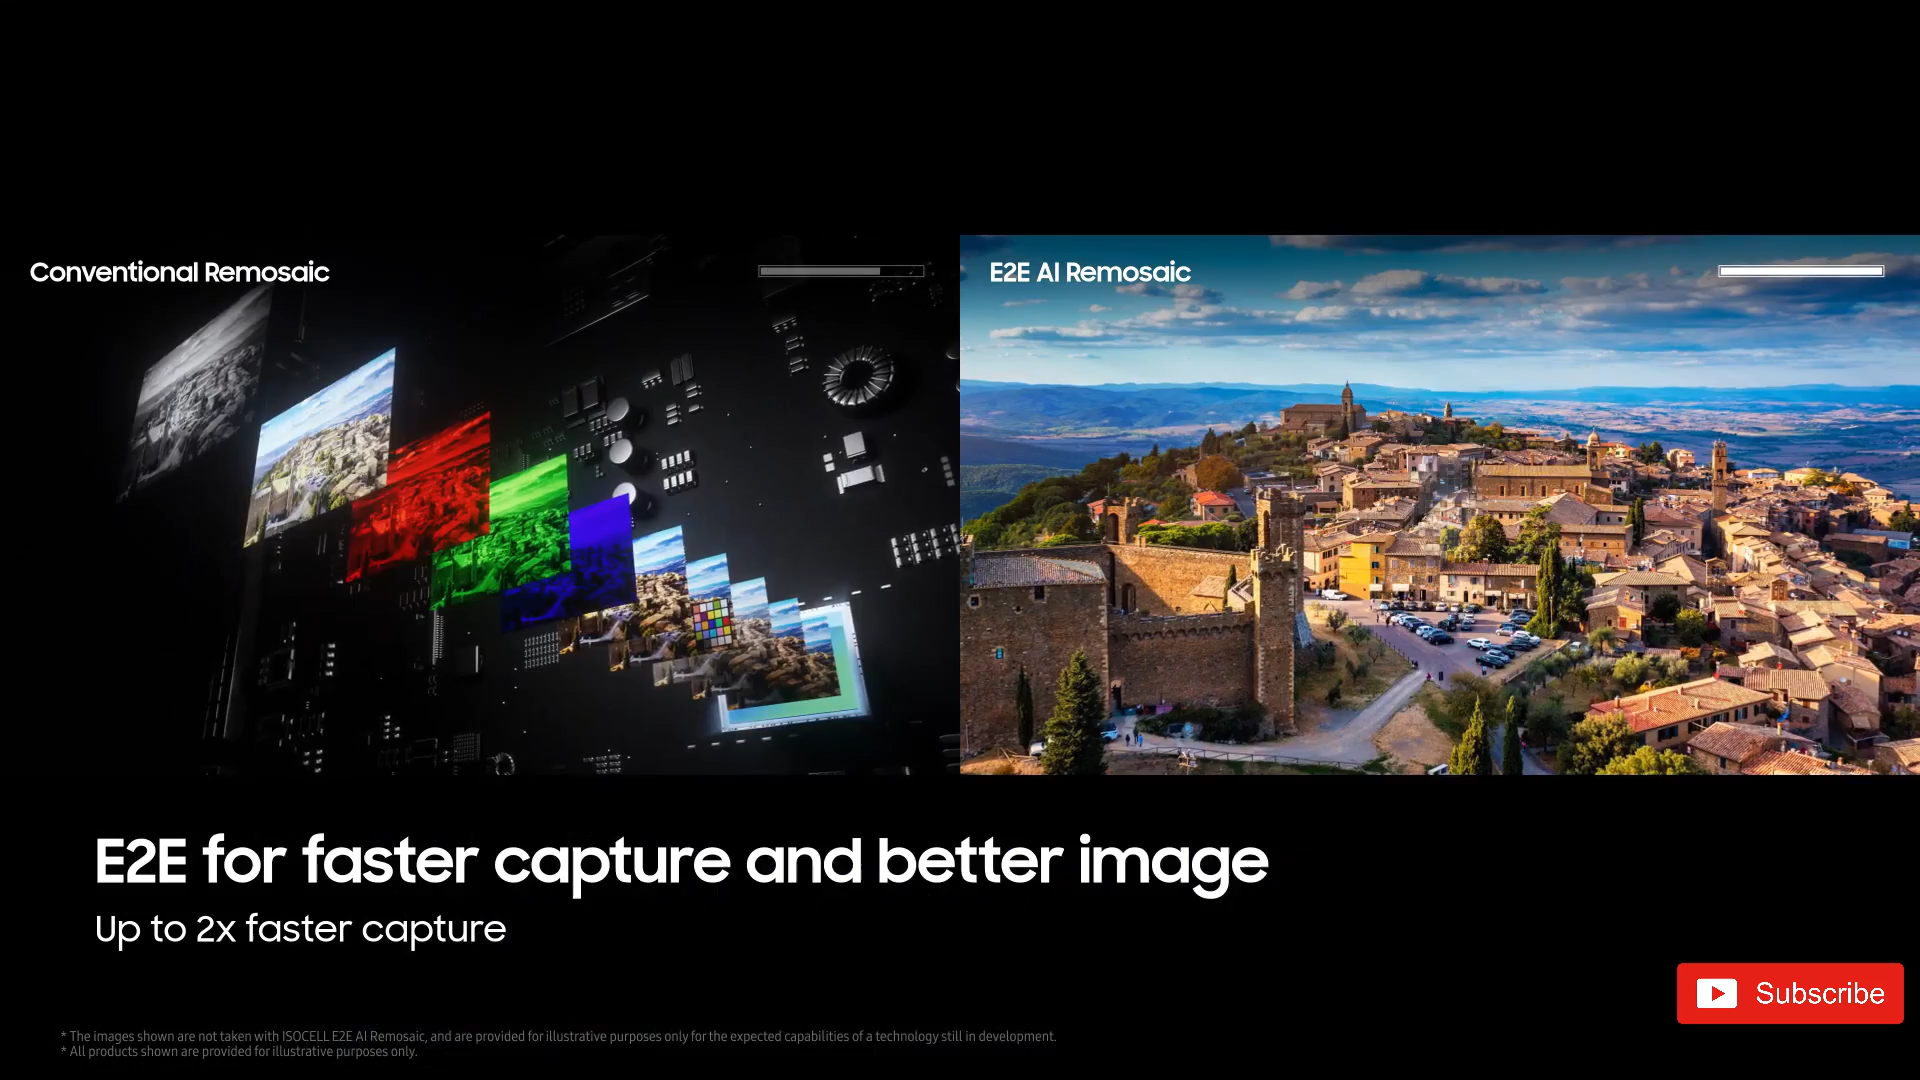 Conventional Remosaic
E2E AI Remosaic
E2E for faster capture and better image
Up to 2x faster capture
Subscribe
* The images shown are not taken with ISOCELL E2E AI Remosaic, and are provided for illustrative purposes only for the expected capabilities of a technology still in development.
* All products shown are provided for illustrative purposes only.